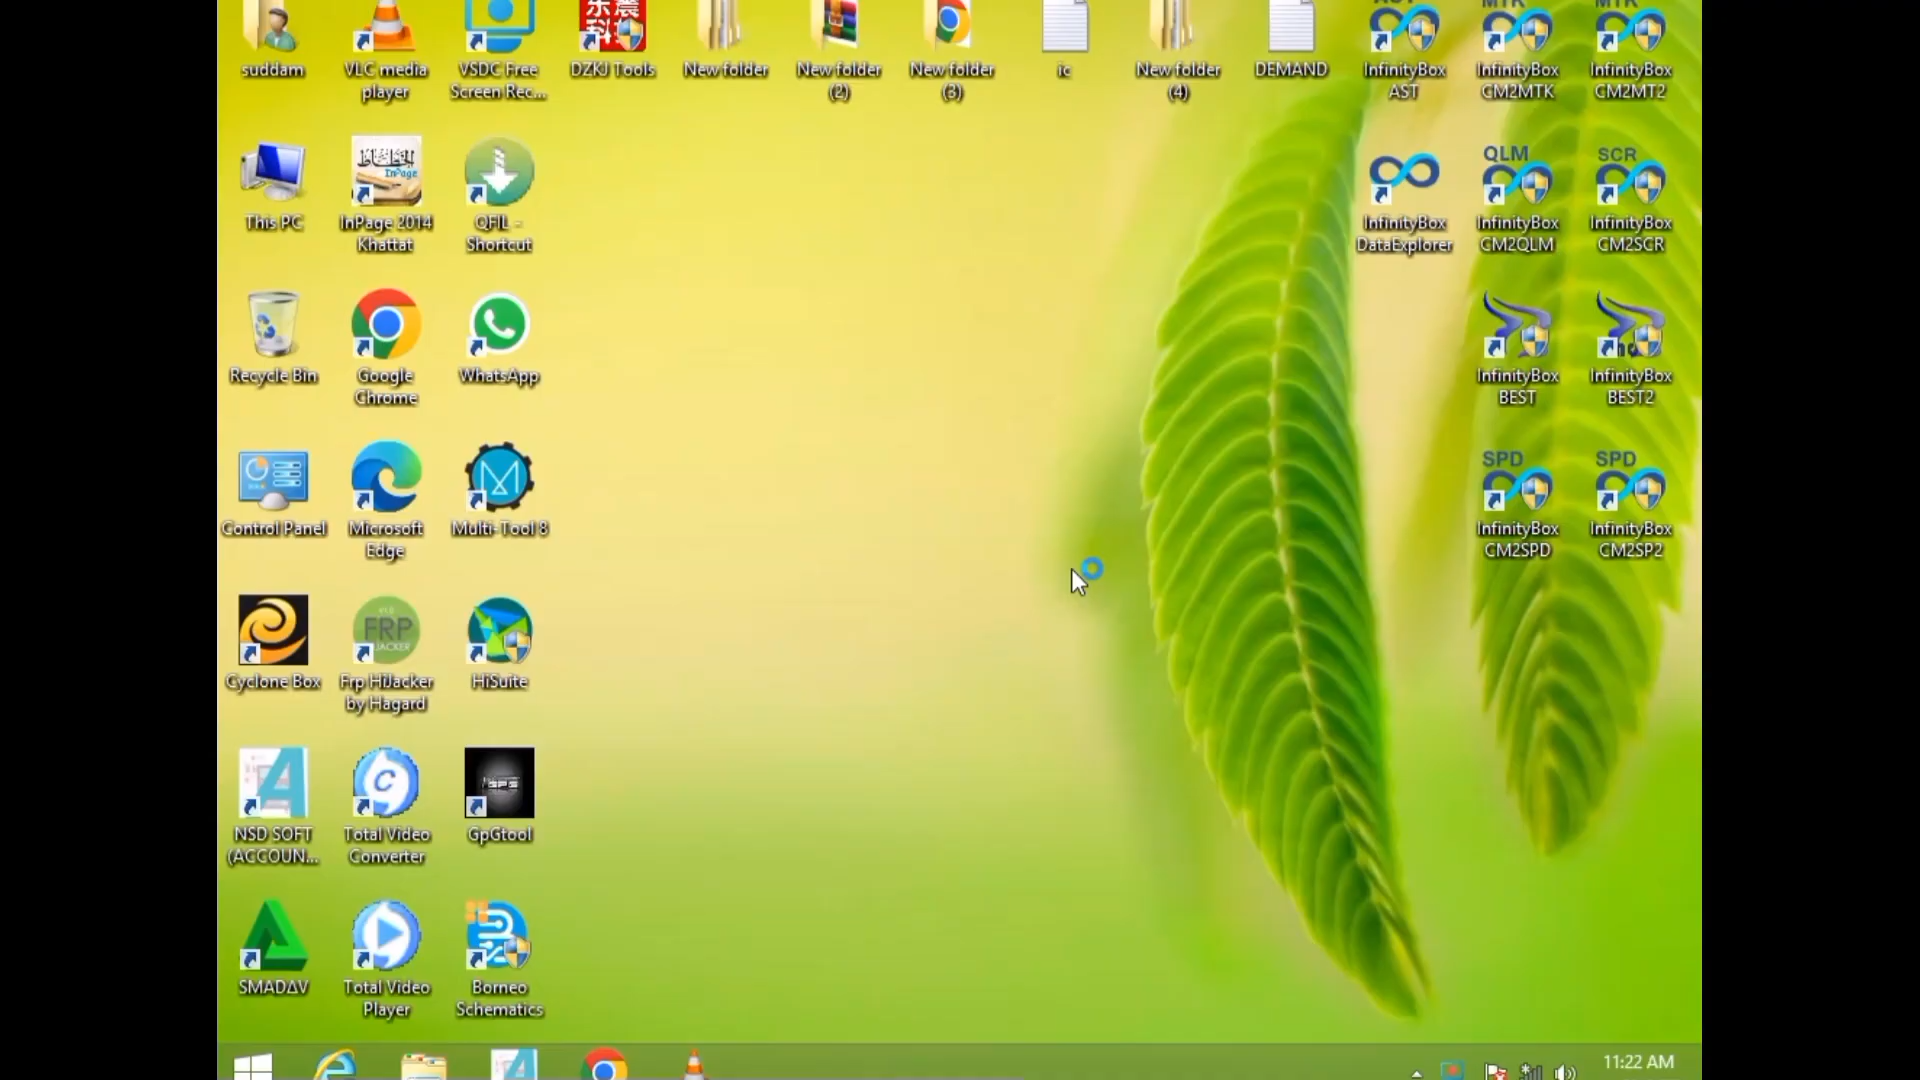 suddam
VLC media
player
VSDC Free
Screen Rec...
DZKJ Tools
New folder
New folder
(2)
New folder
(3)
ic
New folder
(4)
DEMAND
InfinityBox
AST
InfinityBox
CM2MTK
InfinityBox
CM2MT2
This PC
InPage
InPage 2014
Khattat
QFIL -
Shortcut
InfinityBox
DataExplorer
QLM
InfinityBox
CM2QLM
SCR
InfinityBox
CM2SCR
Recycle Bin
Google
Chrome
WhatsApp
InfinityBox
BEST
InfinityBox
BEST2
Control Panel
Microsoft
Edge
Multi-Tool 8
SPD
InfinityBox
CM2SPD
SPD
InfinityBox
CM2SP2
Cyclone Box
FRP
Frp HiJacker
by Hagard
HiSuite
NSD SOFT
(ACCOUN...
Total Video
Converter
GpGtool
SMADΔV
Total Video
Player
Borneo
Schematics
11:22 AM